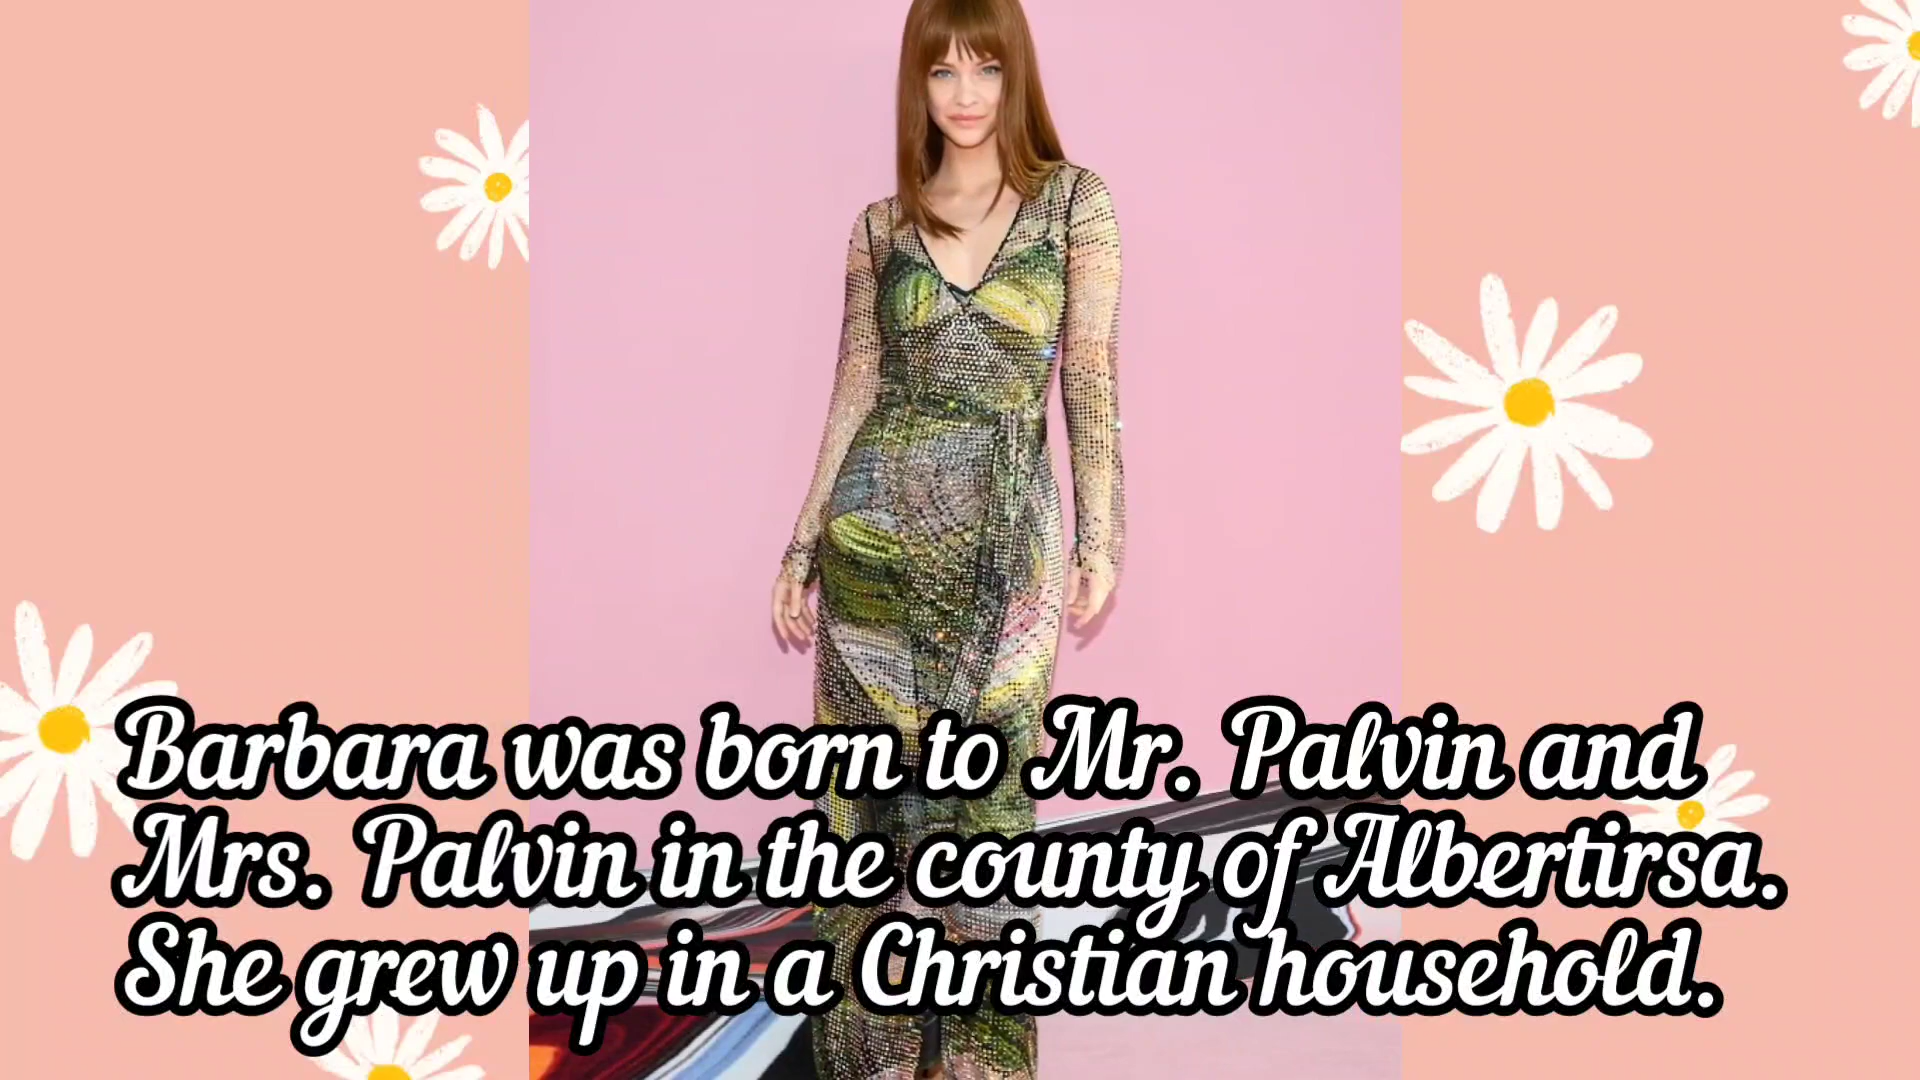 Barbara was born to Mr. Palvin and
Mrs. Palvin in the county of Albertirsa.
She grew up in a Christian household.